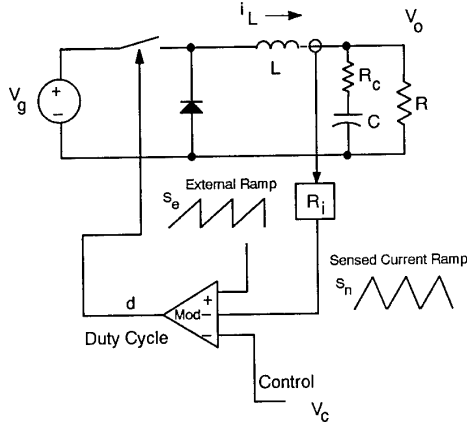 i_L
V_o
L
R_c
R
C
V_g
+
−
External Ramp
S_e
R_i
Sensed Current Ramp
S_n
d
+
Mod−
−
Duty Cycle
Control
V_c